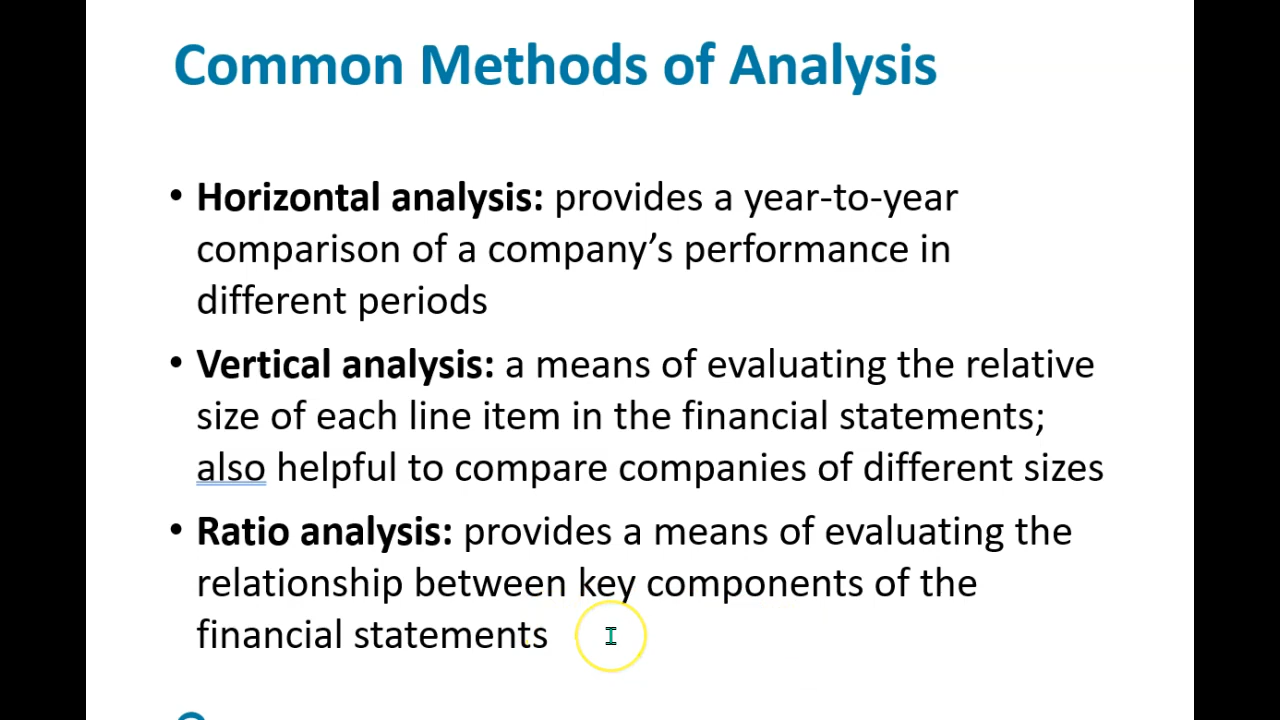 Common Methods of Analysis
• Horizontal analysis: provides a year-to-year
comparison of a company’s performance in
different periods
• Vertical analysis: a means of evaluating the relative
size of each line item in the financial statements;
also helpful to compare companies of different sizes
• Ratio analysis: provides a means of evaluating the
relationship between key components of the
financial statements